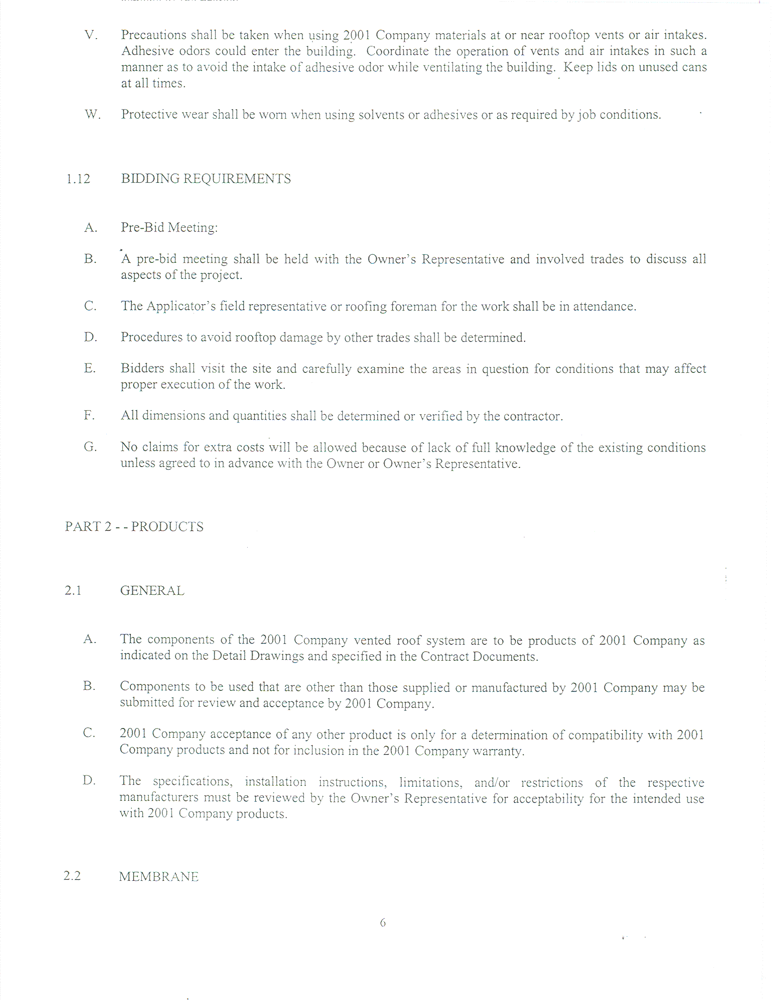 V. Precautions shall be taken when using 2001 Company materials at or near rooftop vents or air intakes.
Adhesive odors could enter the building. Coordinate the operation of vents and air intakes in such a
manner as to avoid the intake of adhesive odor while ventilating the building. Keep lids on unused cans
at all times.
W. Protective wear shall be worn when using solvents or adhesives or as required by job conditions.
1.12 BIDDING REQUIREMENTS
A. Pre-Bid Meeting:
B. A pre-bid meeting shall be held with the Owner's Representative and involved trades to discuss all
aspects of the project.
C. The Applicator's field representative or roofing foreman for the work shall be in attendance.
D. Procedures to avoid rooftop damage by other trades shall be determined.
E. Bidders shall visit the site and carefully examine the areas in question for conditions that may affect
proper execution of the work.
F. All dimensions and quantities shall be determined or verified by the contractor.
G. No claims for extra costs will be allowed because of lack of full knowledge of the existing conditions
unless agreed to in advance with the Owner or Owner's Representative.
PART 2 - - PRODUCTS
2.1 GENERAL
A. The components of the 2001 Company vented roof system are to be products of 2001 Company as
indicated on the Detail Drawings and specified in the Contract Documents.
B. Components to be used that are other than those supplied or manufactured by 2001 Company may be
submitted for review and acceptance by 2001 Company.
C. 2001 Company acceptance of any other product is only for a determination of compatibility with 2001
Company products and not for inclusion in the 2001 Company warranty.
D. The specifications, installation instructions, limitations, and/or restrictions of the respective
manufacturers must be reviewed by the Owner's Representative for acceptability for the intended use
with 2001 Company products.
2.2 MEMBRANE
6